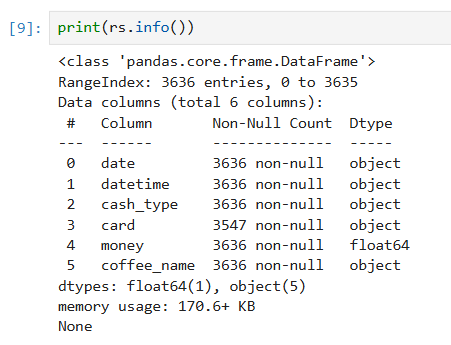 [9]: print(rs.info())
<class 'pandas.core.frame.DataFrame'>
RangeIndex: 3636 entries, 0 to 3635
Data columns (total 6 columns):
 #   Column       Non-Null Count  Dtype
---  ------       --------------  -----
 0   date         3636 non-null   object
 1   datetime     3636 non-null   object
 2   cash_type    3636 non-null   object
 3   card         3547 non-null   object
 4   money        3636 non-null   float64
 5   coffee_name  3636 non-null   object
dtypes: float64(1), object(5)
memory usage: 170.6+ KB
None